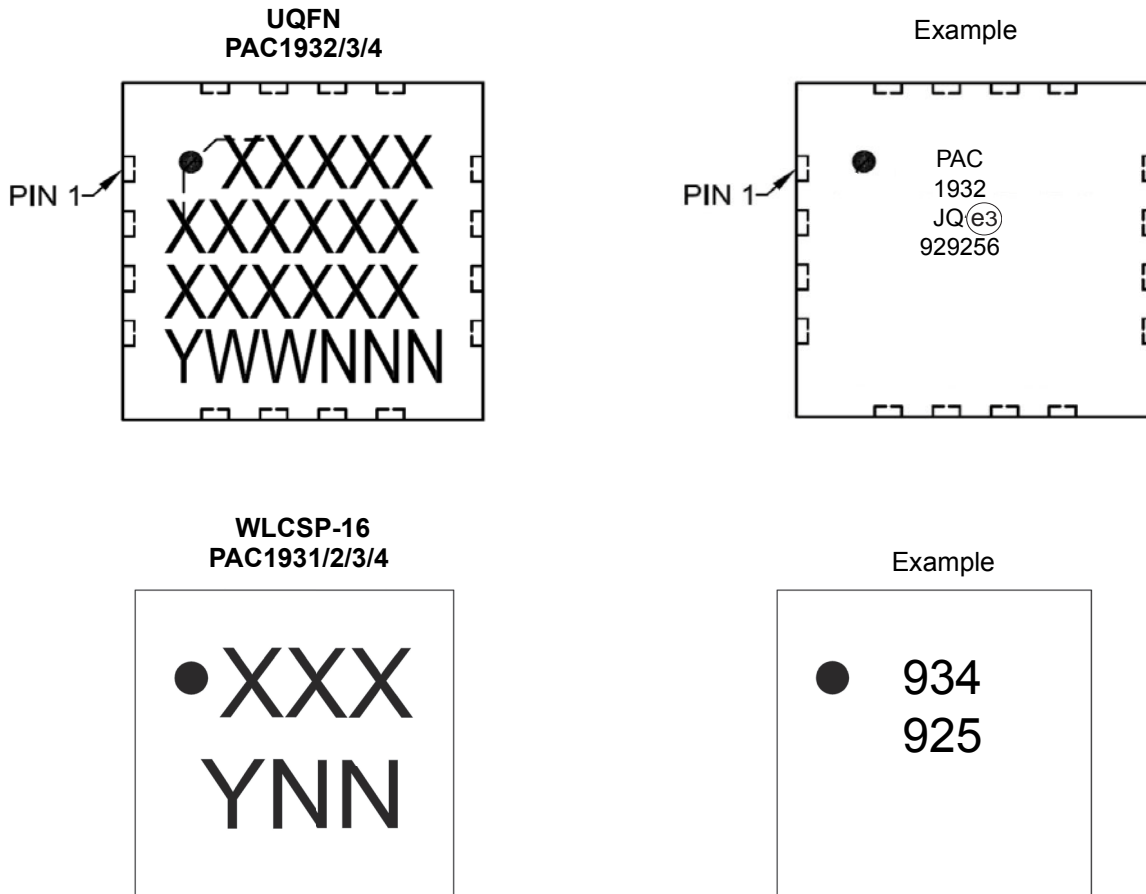 UQFN
PAC1932/3/4
Example
XXXXX
PIN 1
XXXXXX
XXXXXX
YWWNNN
PIN 1
PAC
1932
JQ e3
929256
WLCSP-16
PAC1931/2/3/4
Example
XXX
YNN
934
925